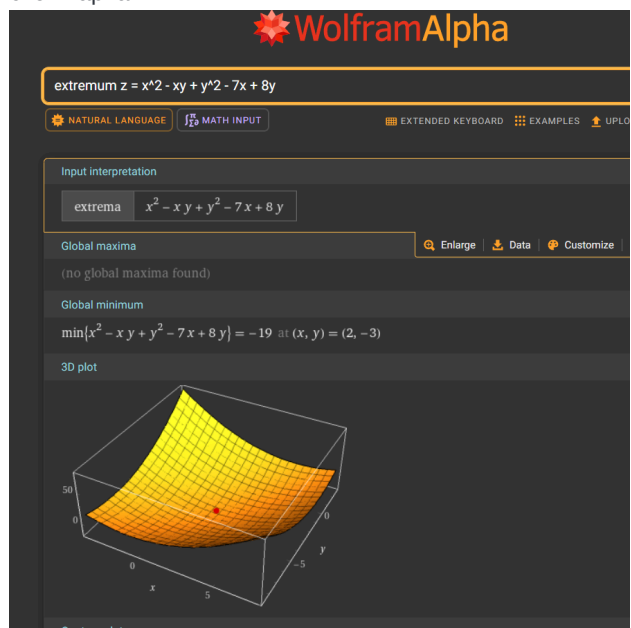 WolframAlpha
extremum z = x^2 - xy + y^2 - 7x + 8y
NATURAL LANGUAGE
MATH INPUT
EXTENDED KEYBOARD
EXAMPLES
UPLO
Input interpretation
extrema x² − x y + y² − 7 x + 8 y
Global maxima
Enlarge
Data
Customize
(no global maxima found)
Global minimum
min{x² − x y + y² − 7 x + 8 y} = −19 at (x, y) = (2, −3)
3D plot
50
0
0
x
5
0
y
−5